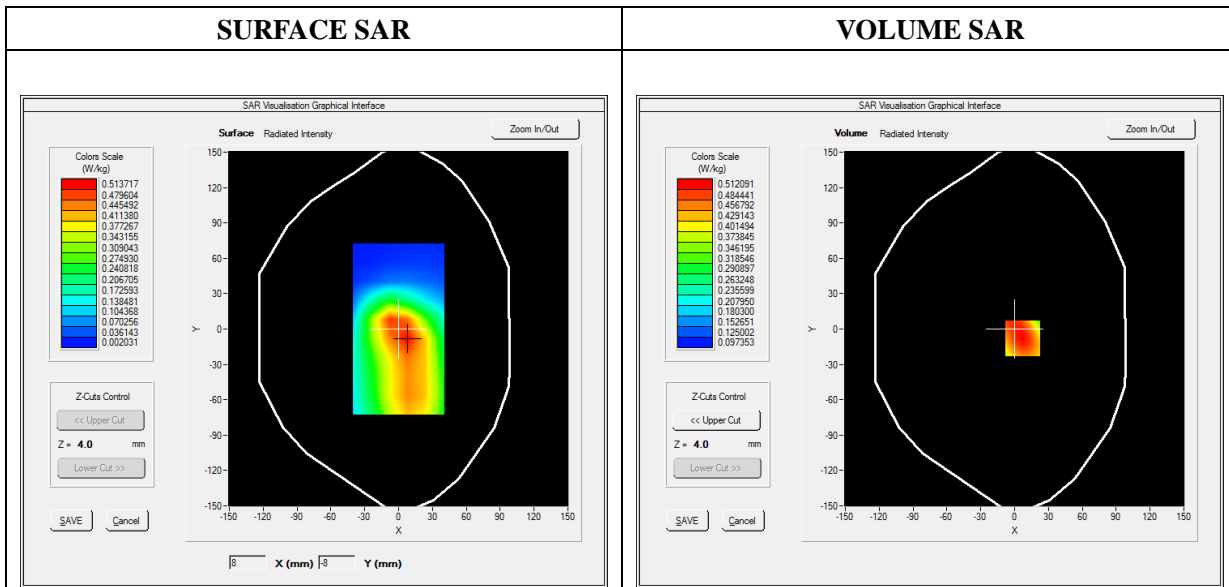 SURFACE SAR
VOLUME SAR
SAR Visualisation Graphical Interface
Surface Radiated Intensity
Zoom In/Out
Colors Scale
(W/kg)
0.513717
0.479604
0.445492
0.411380
0.377267
0.343155
0.309043
0.274930
0.240818
0.206705
0.172593
0.138481
0.104368
0.070256
0.036143
0.002031
Z-Cuts Control
<< Upper Cut
Z = 4.0 mm
Lower Cut >>
SAVE Cancel
150
120
90
60
30
0
-30
-60
-90
-120
-150
Y
-150 -120 -90 -60 -30 0 30 60 90 120 150
X
8 X (mm) -8 Y (mm)
SAR Visualisation Graphical Interface
Volume Radiated Intensity
Zoom In/Out
Colors Scale
(W/kg)
0.512091
0.484441
0.456792
0.429143
0.401494
0.373845
0.346195
0.318546
0.290897
0.263248
0.235599
0.207950
0.180300
0.152651
0.125002
0.097353
Z-Cuts Control
<< Upper Cut
Z = 4.0 mm
Lower Cut >>
SAVE Cancel
150
120
90
60
30
0
-30
-60
-90
-120
-150
Y
-150 -120 -90 -60 -30 0 30 60 90 120 150
X